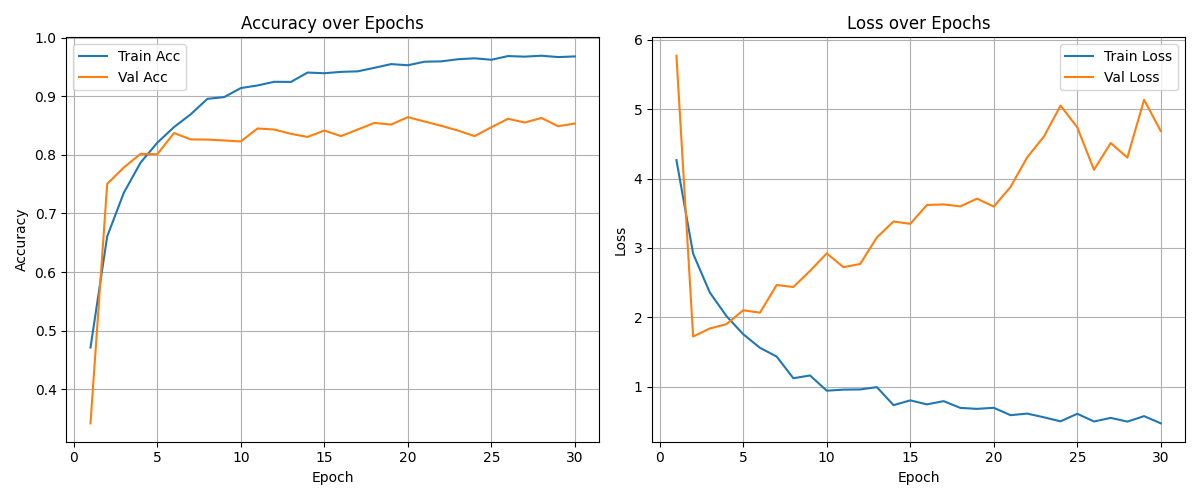 Accuracy over Epochs
Train Acc
Val Acc
1.0
0.9
0.8
0.7
0.6
0.5
0.4
Accuracy
0 5 10 15 20 25 30
Epoch
Loss over Epochs
Train Loss
Val Loss
6
5
4
3
2
1
Loss
0 5 10 15 20 25 30
Epoch